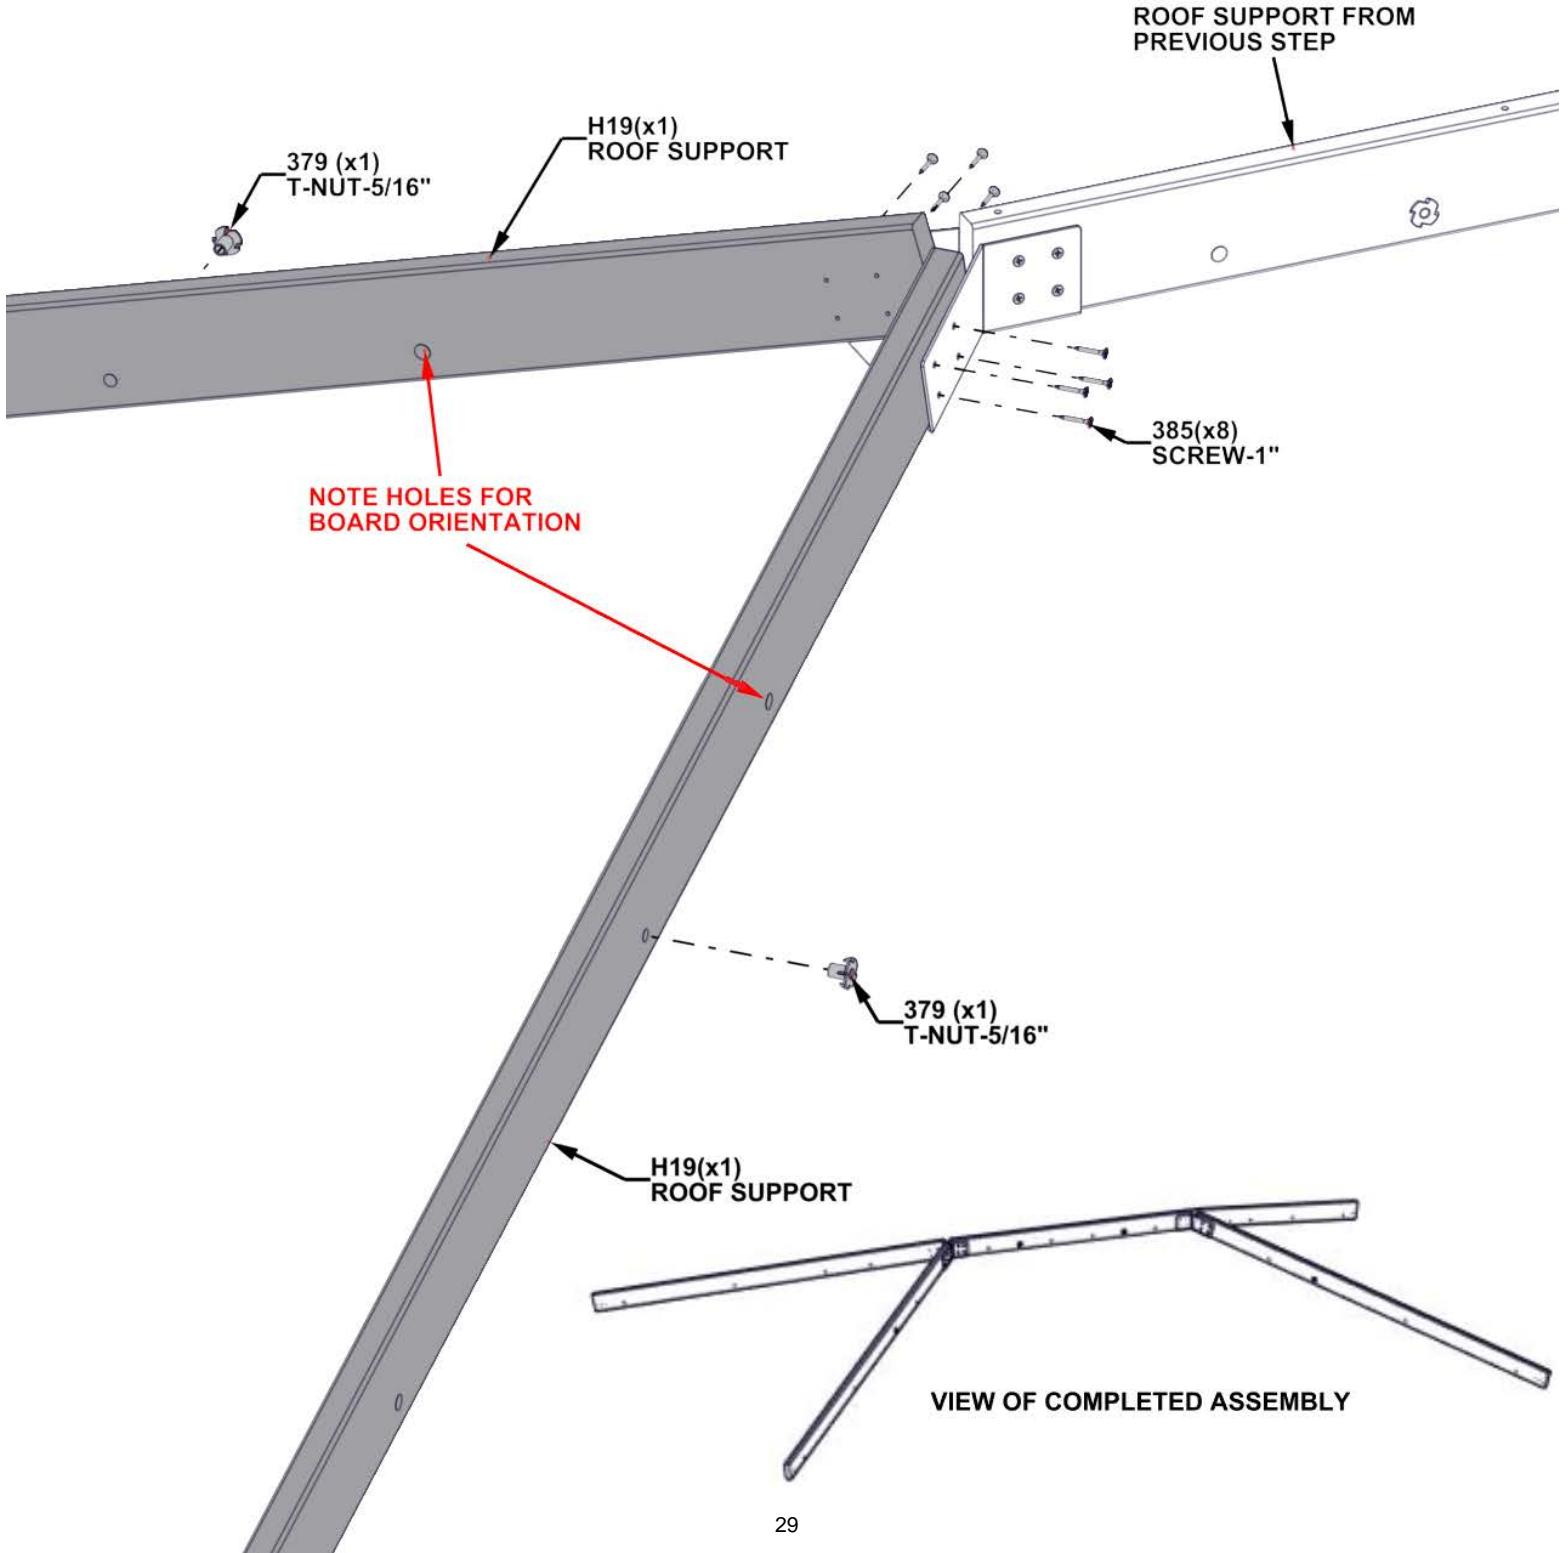 ROOF SUPPORT FROM
PREVIOUS STEP
H19(x1)
ROOF SUPPORT
379 (x1)
T-NUT-5/16"
385(x8)
SCREW-1"
NOTE HOLES FOR
BOARD ORIENTATION
379 (x1)
T-NUT-5/16"
H19(x1)
ROOF SUPPORT
VIEW OF COMPLETED ASSEMBLY
29